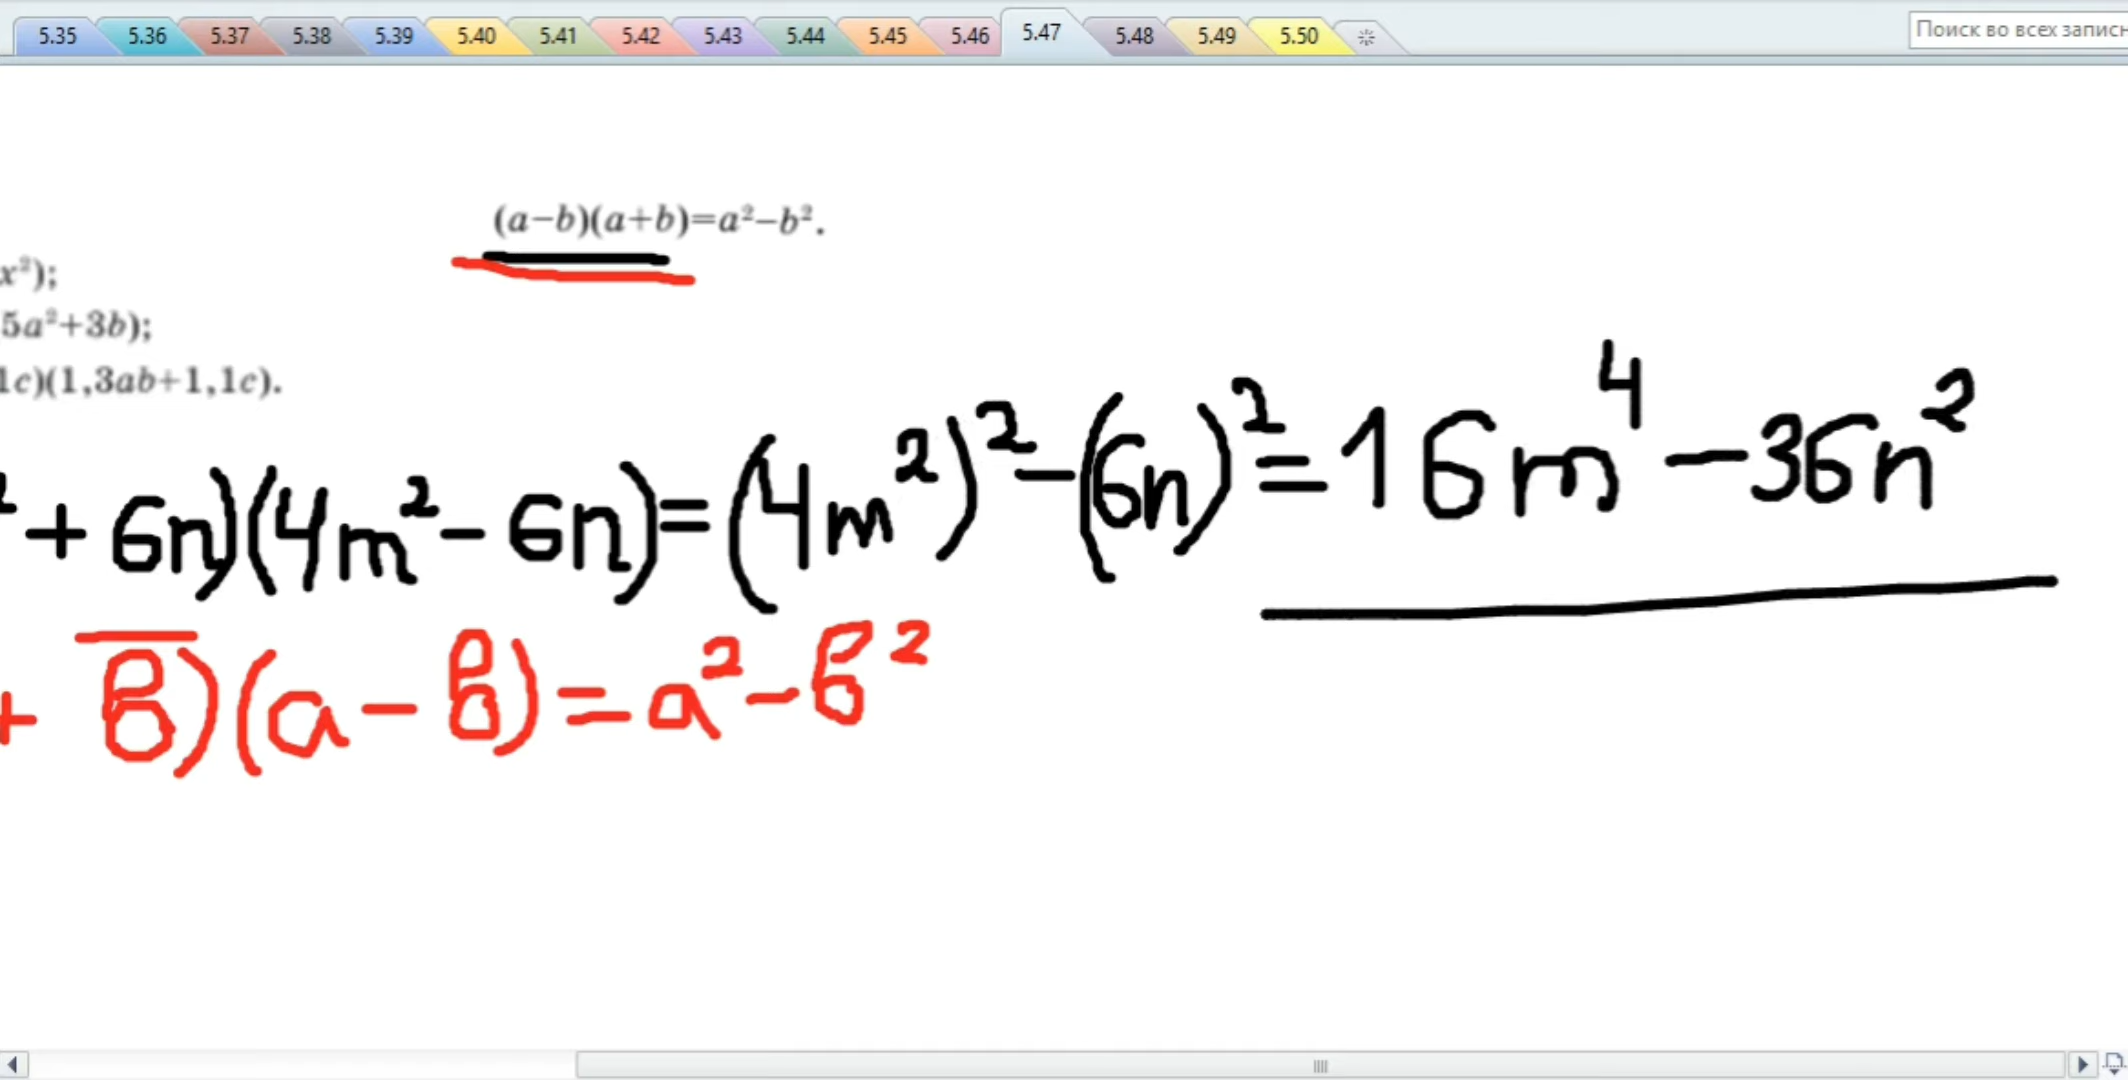 5.35 5.36 5.37 5.38 5.39 5.40 5.41 5.42 5.43 5.44 5.45 5.46 5.47 5.48 5.49 5.50
Поиск во всех запис
(a−b)(a+b)=a²−b².
x²);
5a²+3b);
1c)(1,3ab+1,1c).
² + 6n)(4m² − 6n) = (4m²)² − (6n)² = 16m⁴ − 36n²
+ в)(a − в) = a² − в²